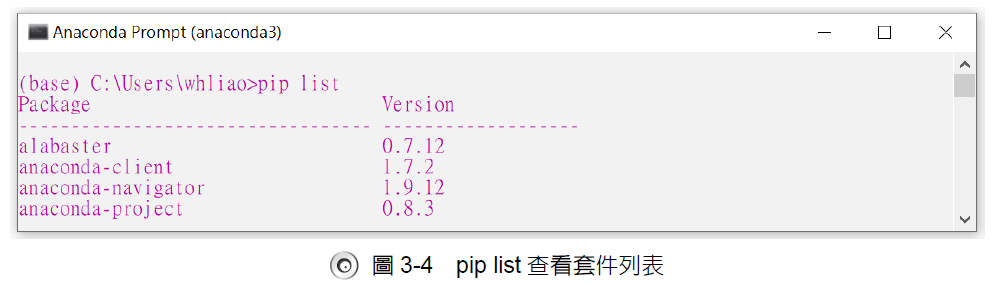 Anaconda Prompt (anaconda3)
(base) C:\Users\whliao>pip list
Package Version
---------------------------------- -------------------
alabaster 0.7.12
anaconda-client 1.7.2
anaconda-navigator 1.9.12
anaconda-project 0.8.3
圖 3-4 pip list 查看套件列表